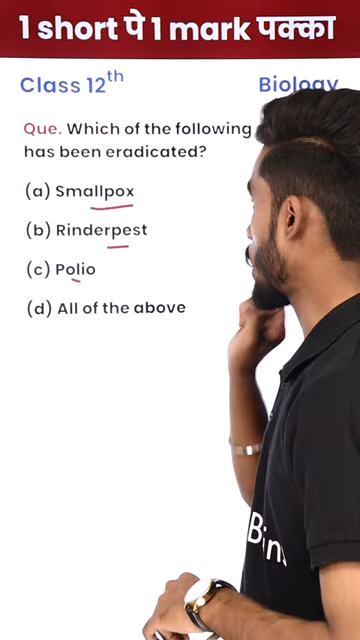 1 short पे 1 mark पक्का
Class 12th Biology
Que. Which of the following
has been eradicated?
(a) Smallpox
(b) Rinderpest
(c) Polio
(d) All of the above